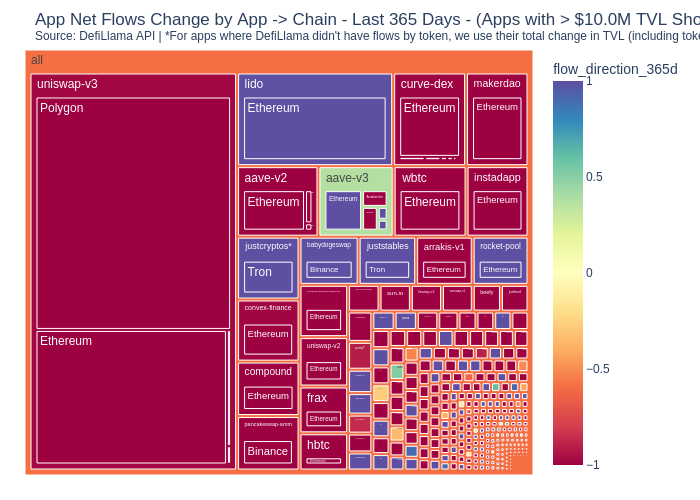 App Net Flows Change by App -> Chain - Last 365 Days - (Apps with > $10.0M TVL Sho
Source: DefiLlama API | *For apps where DefiLlama didn't have flows by token, we use their total change in TVL (including toke
all
flow_direction_365d
uniswap-v3
Polygon
Ethereum
lido
Ethereum
curve-dex
Ethereum
makerdao
Ethereum
aave-v2
Ethereum
aave-v3
Ethereum
Avalanche
wbtc
Ethereum
instadapp
Ethereum
justcryptos*
Tron
babydogeswap
Binance
juststables
Tron
arrakis-v1
Ethereum
rocket-pool
Ethereum
convex-finance
Ethereum
Ethereum
sun.io
beefy
uniswap-v2
Ethereum
compound
Ethereum
frax
Ethereum
pancakeswap-amm
Binance
hbtc
1
0.5
0
−0.5
−1